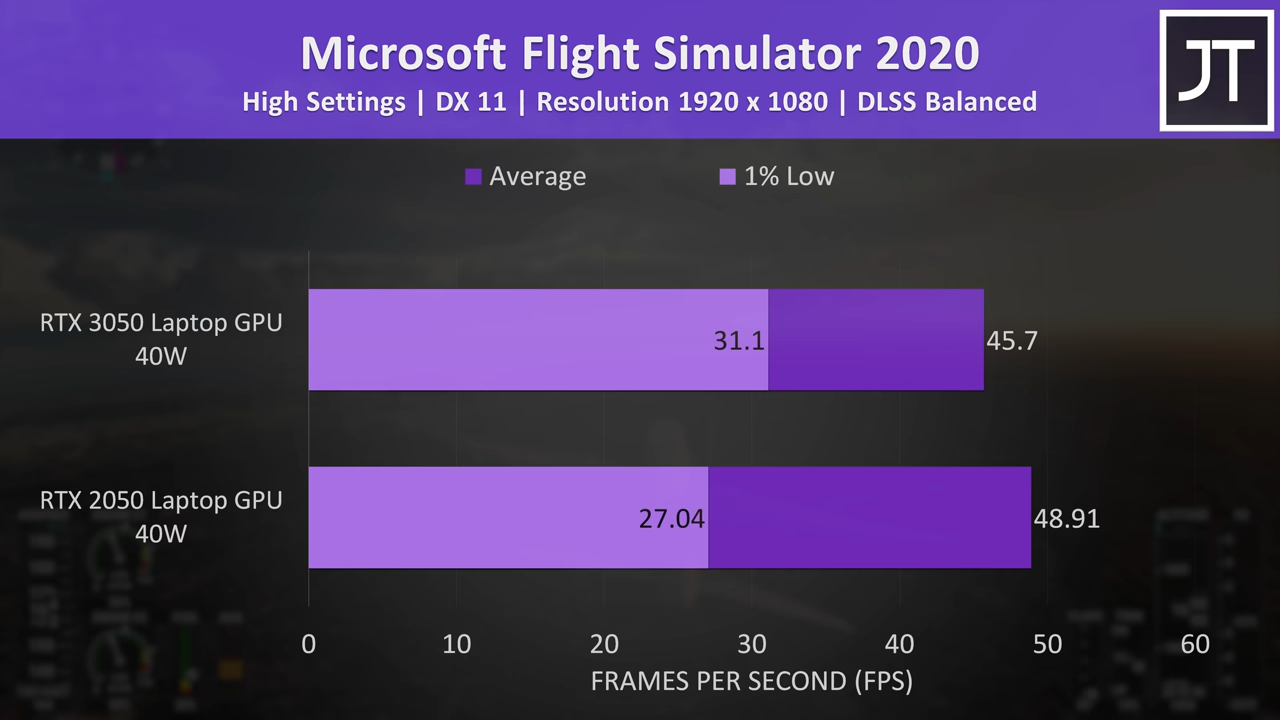 Microsoft Flight Simulator 2020
High Settings | DX 11 | Resolution 1920 x 1080 | DLSS Balanced
JT
Average
1% Low
RTX 3050 Laptop GPU
40W
31.1
45.7
RTX 2050 Laptop GPU
40W
27.04
48.91
0 10 20 30 40 50 60
FRAMES PER SECOND (FPS)